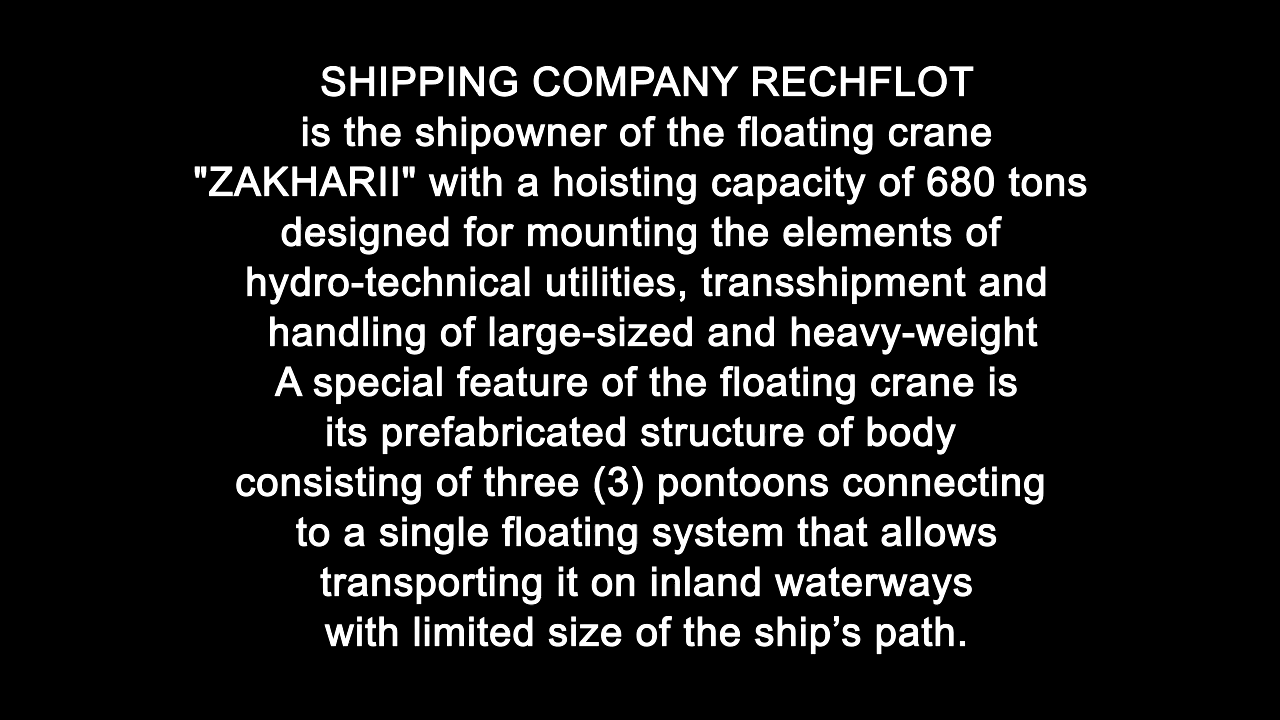 SHIPPING COMPANY RECHFLOT
is the shipowner of the floating crane
"ZAKHARII" with a hoisting capacity of 680 tons
designed for mounting the elements of
hydro-technical utilities, transshipment and
handling of large-sized and heavy-weight
A special feature of the floating crane is
its prefabricated structure of body
consisting of three (3) pontoons connecting
to a single floating system that allows
transporting it on inland waterways
with limited size of the ship’s path.